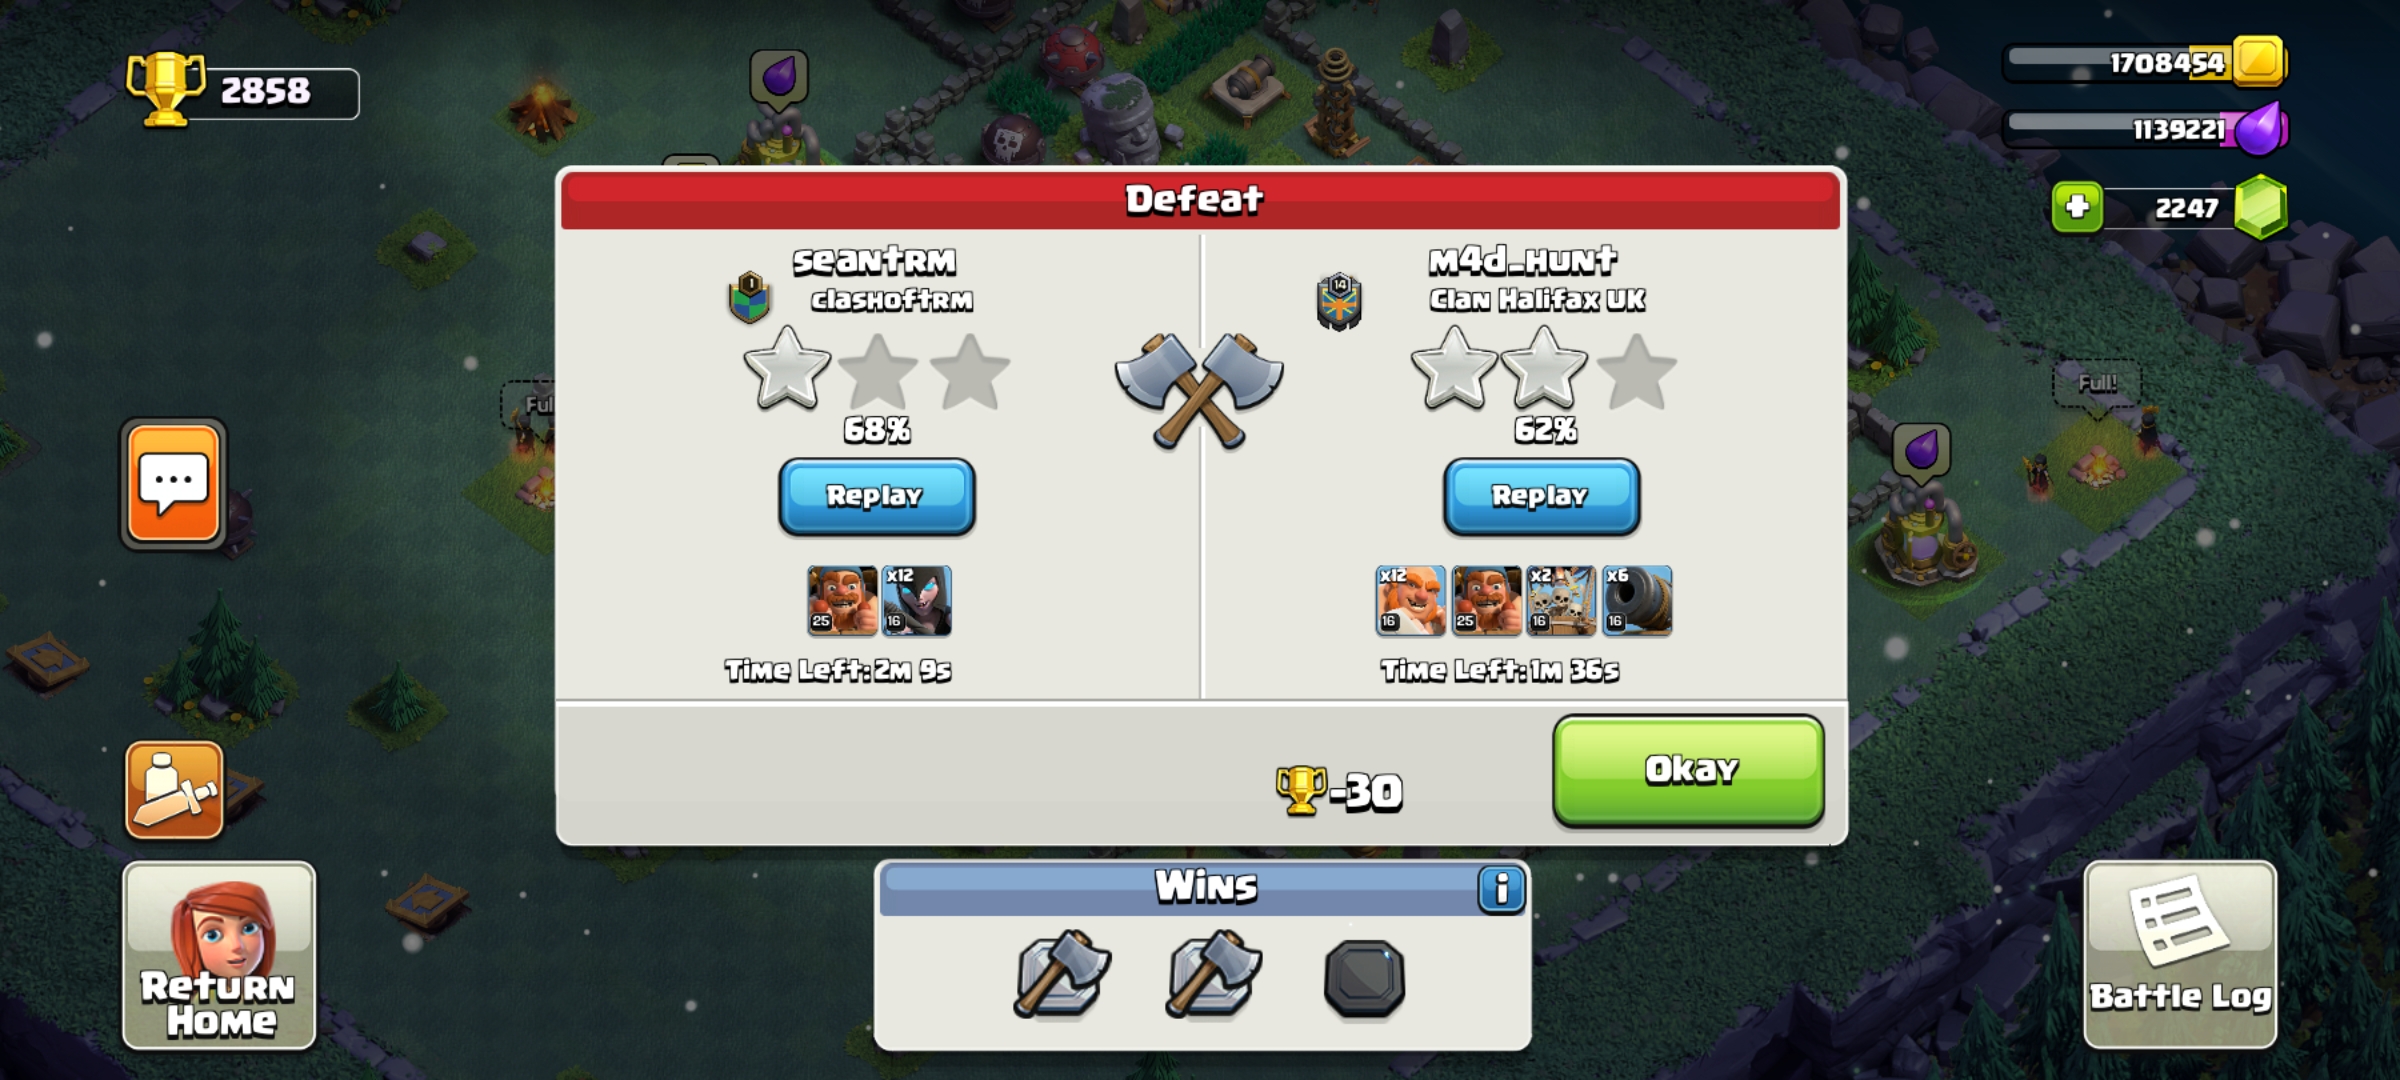 2858
1708454
1139221
2247
Defeat
seantrm
clashoftrm
1
68%
Replay
25
x12
16
Time Left: 2m 9s
m4d_hunt
Clan Halifax UK
14
62%
Replay
x12
16
25
x2
16
x6
16
Time Left: 1m 36s
Full!
-30
Okay
Wins
i
Return
Home
Battle Log